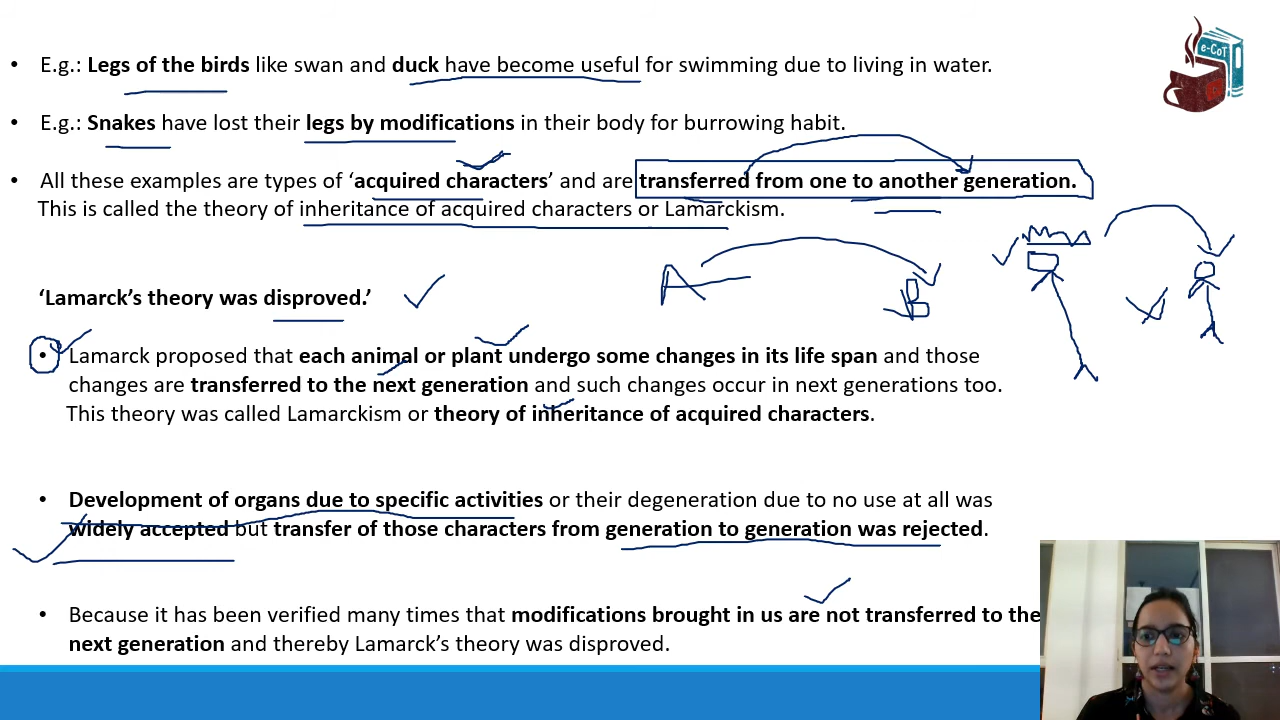 • E.g.: Legs of the birds like swan and duck have become useful for swimming due to living in water.
• E.g.: Snakes have lost their legs by modifications in their body for burrowing habit.
• All these examples are types of ‘acquired characters’ and are transferred from one to another generation.
This is called the theory of inheritance of acquired characters or Lamarckism.
e-CoT
A
B
‘Lamarck’s theory was disproved.’
• Lamarck proposed that each animal or plant undergo some changes in its life span and those
changes are transferred to the next generation and such changes occur in next generations too.
This theory was called Lamarckism or theory of inheritance of acquired characters.
• Development of organs due to specific activities or their degeneration due to no use at all was
widely accepted but transfer of those characters from generation to generation was rejected.
• Because it has been verified many times that modifications brought in us are not transferred to the
next generation and thereby Lamarck’s theory was disproved.